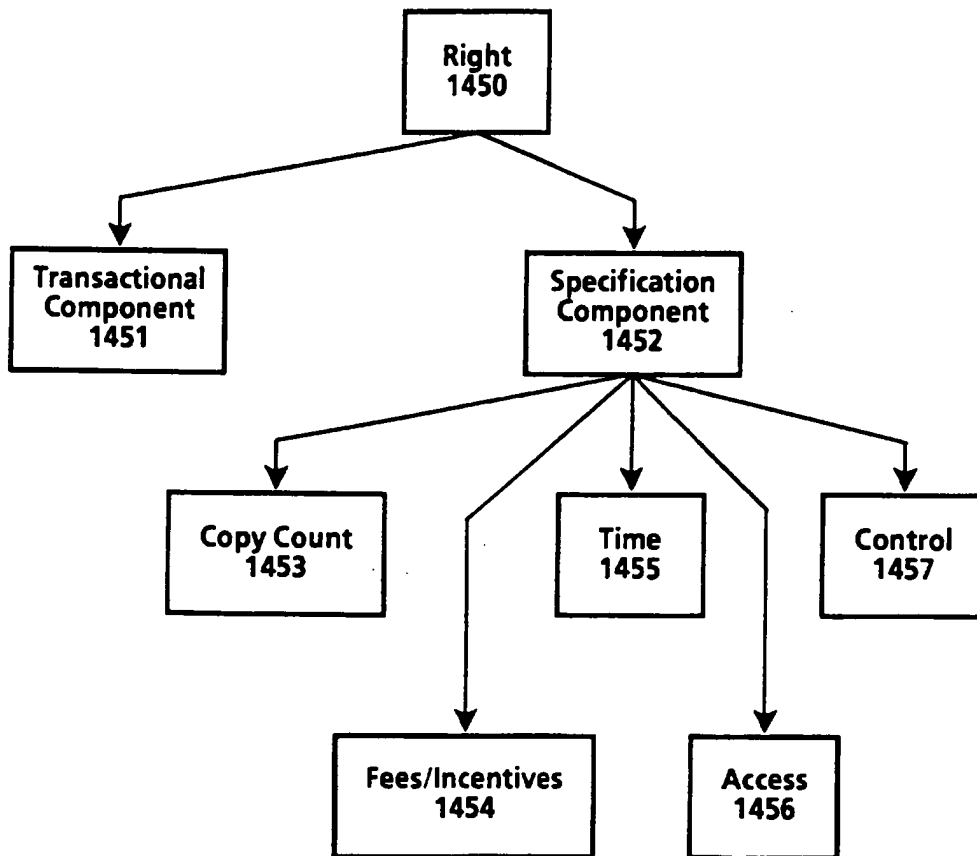 Right
1450
Transactional
Component
1451
Specification
Component
1452
Copy Count
1453
Time
1455
Control
1457
Fees/Incentives
1454
Access
1456